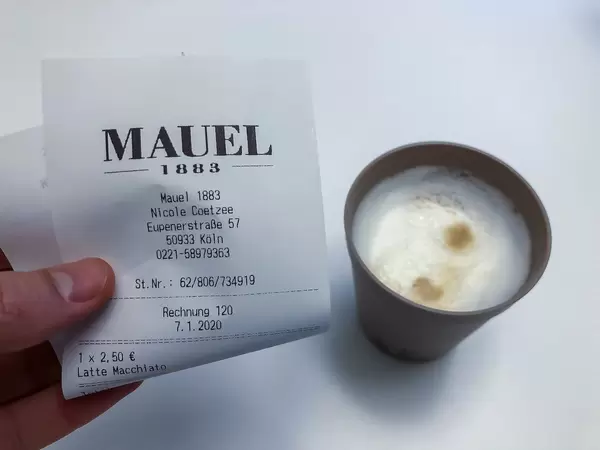 MAUEL
1883
Mauel 1883
Nicole Coetzee
Eupenerstraße 57
50933 Köln
0221-58979363
St.Nr.: 62/806/734919
Rechnung 120
7.1.2020
1 x 2,50 €
Latte Macchiato